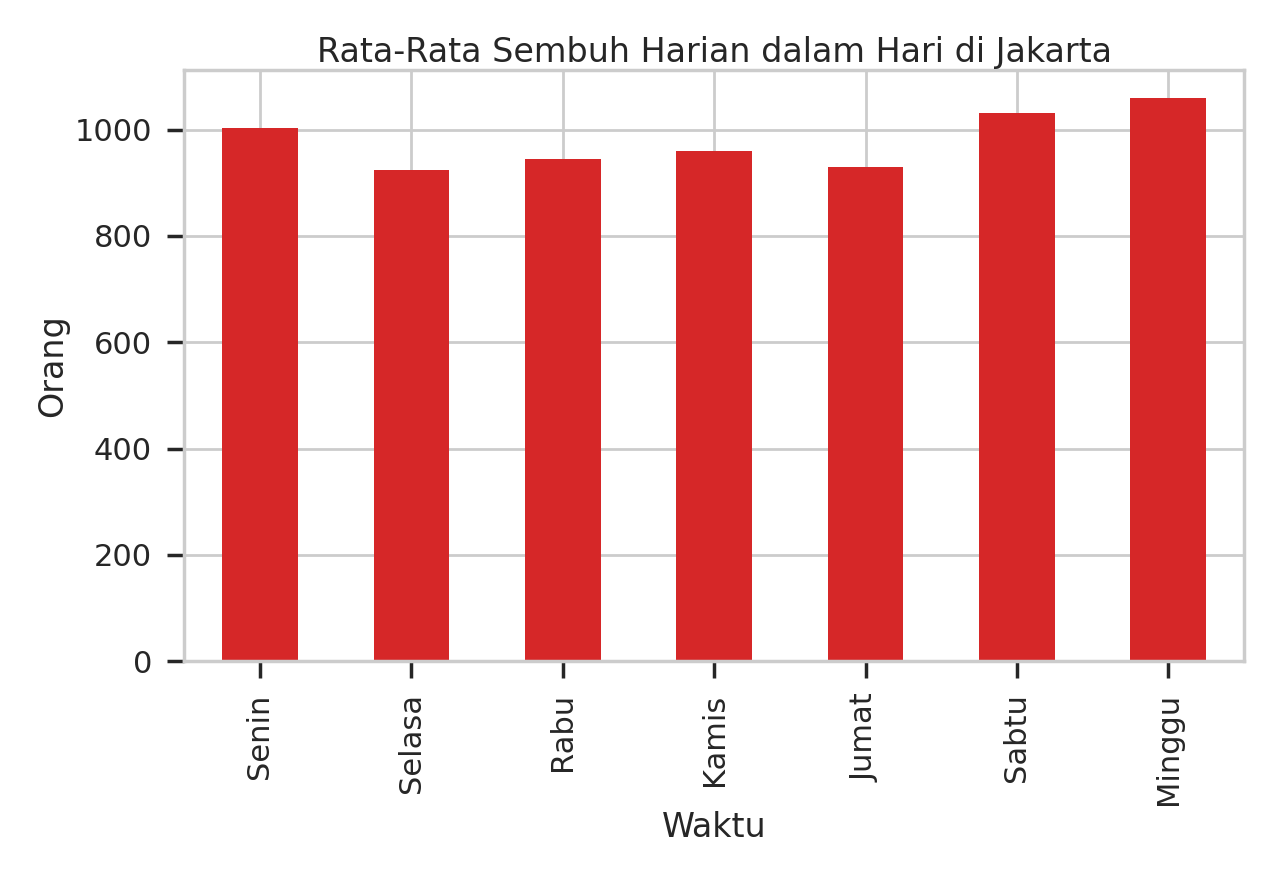 Rata-Rata Sembuh Harian dalam Hari di Jakarta
1000
800
600
400
200
0
Orang
Senin
Selasa
Rabu
Kamis
Jumat
Sabtu
Minggu
Waktu